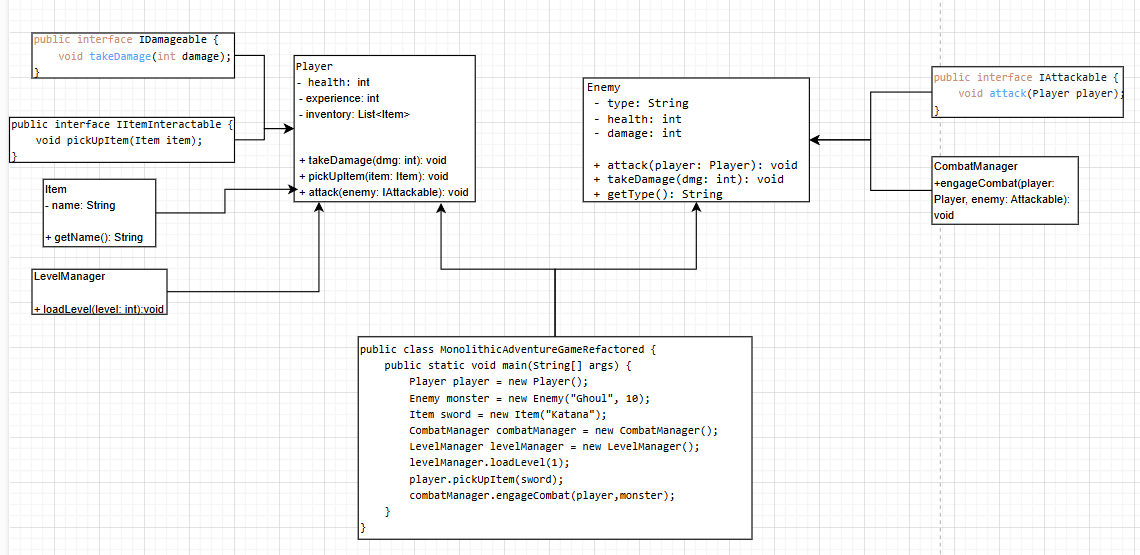 public interface IDamageable {
void takeDamage(int damage);
}
public interface IItemInteractable {
void pickUpItem(Item item);
}
Item
- name: String
+ getName(): String
LevelManager
+ loadLevel(level: int):void
Player
- health: int
- experience: int
- inventory: List<Item>
+ takeDamage(dmg: int): void
+ pickUpItem(item: Item): void
+ attack(enemy: IAttackable): void
Enemy
- type: String
- health: int
- damage: int
+ attack(player: Player): void
+ takeDamage(dmg: int): void
+ getType(): String
public interface IAttackable {
void attack(Player player);
}
CombatManager
+engageCombat(player:
Player, enemy: Attackable):
void
public class MonolithicAdventureGameRefactored {
public static void main(String[] args) {
Player player = new Player();
Enemy monster = new Enemy("Ghoul", 10);
Item sword = new Item("Katana");
CombatManager combatManager = new CombatManager();
LevelManager levelManager = new LevelManager();
levelManager.loadLevel(1);
player.pickUpItem(sword);
combatManager.engageCombat(player,monster);
}
}